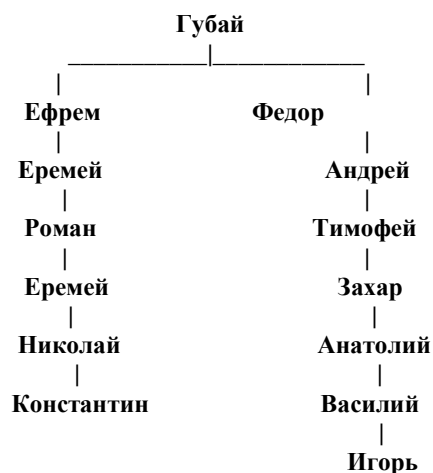 Губай
Ефрем Федор
Еремей Андрей
Роман Тимофей
Еремей Захар
Николай Анатолий
Константин Василий
Игорь